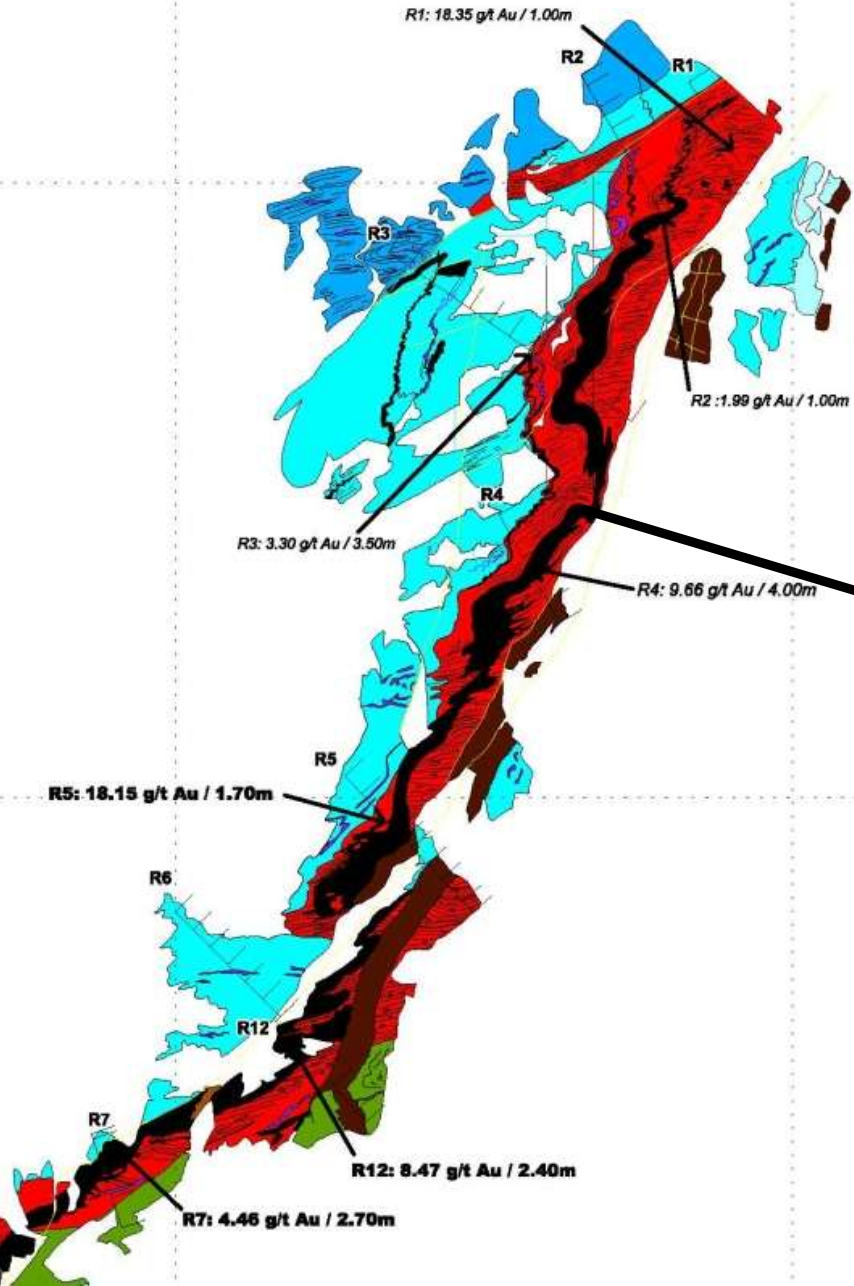 R1: 18.35 g/t Au / 1.00m
R2
R1
R3
R2 :1.99 g/t Au / 1.00m
R4
R3: 3.30 g/t Au / 3.50m
R4: 9.66 g/t Au / 4.00m
R5
R5: 18.15 g/t Au / 1.70m
R6
R12
R7
R12: 8.47 g/t Au / 2.40m
R7: 4.46 g/t Au / 2.70m